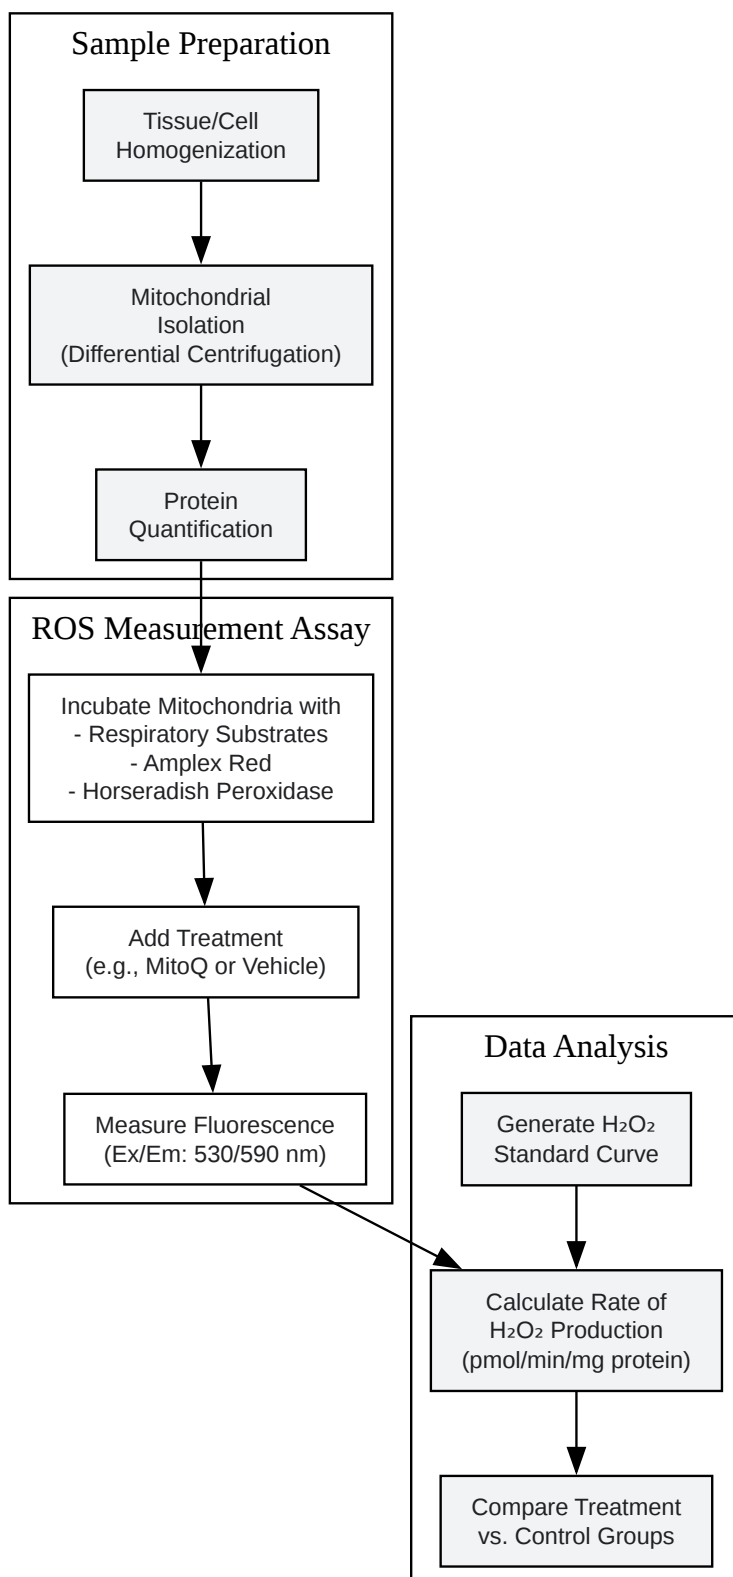 Sample Preparation
Tissue/Cell
Homogenization
Mitochondrial
Isolation
(Differential Centrifugation)
Protein
Quantification
ROS Measurement Assay
Incubate Mitochondria with
- Respiratory Substrates
- Amplex Red
- Horseradish Peroxidase
Add Treatment
(e.g., MitoQ or Vehicle)
Measure Fluorescence
(Ex/Em: 530/590 nm)
Data Analysis
Generate H₂O₂
Standard Curve
Calculate Rate of
H₂O₂ Production
(pmol/min/mg protein)
Compare Treatment
vs. Control Groups